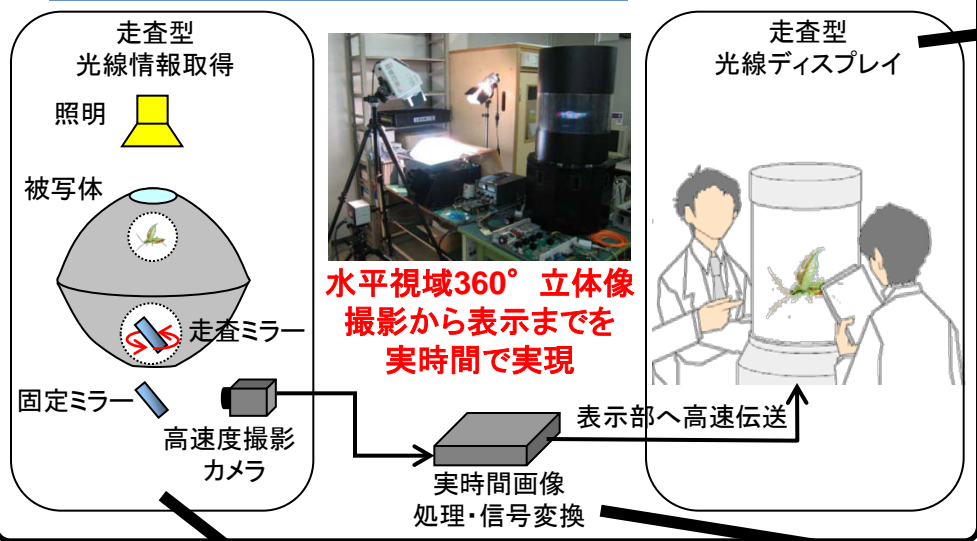 走査型
光線情報取得
照明
被写体
走査ミラー
固定ミラー
高速度撮影
カメラ
水平視域360°立体像
撮影から表示までを
実時間で実現
実時間画像
処理・信号変換
表示部へ高速伝送
走査型
光線ディスプレイ